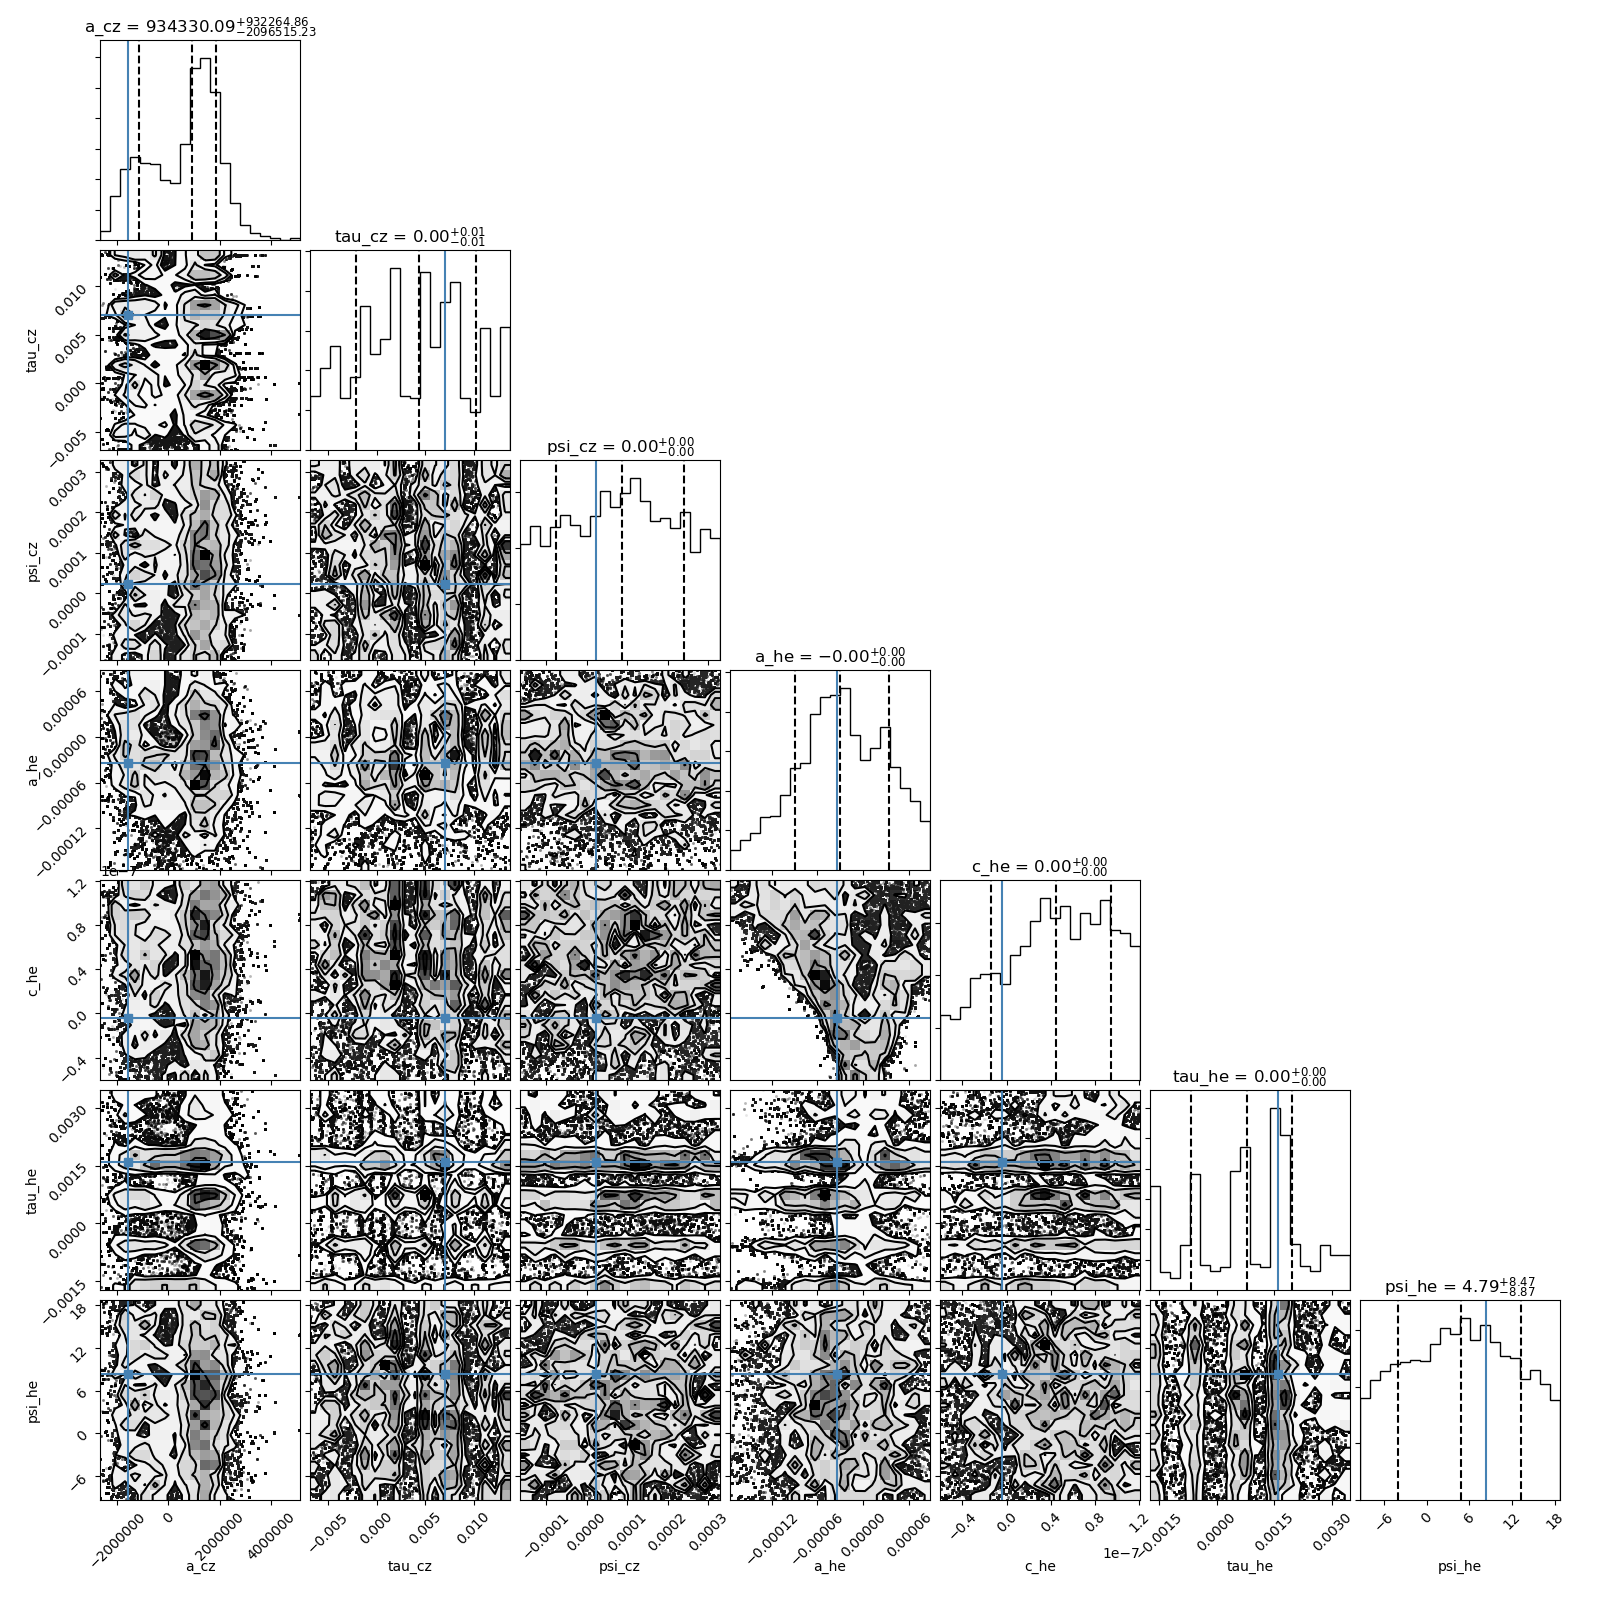 a_cz = 934330.09 +932264.86 −2096515.23
tau_cz = 0.00 +0.01 −0.01
tau_cz
0.010
0.005
0.000
−0.005
psi_cz = 0.00 +0.00 −0.00
psi_cz
0.0003
0.0002
0.0001
0.0000
−0.0001
a_he = −0.00 +0.00 −0.00
a_he
0.00006
0.00000
−0.00006
−0.00012
c_he = 0.00 +0.00 −0.00
1e−7
c_he
1.2
0.8
0.4
0.0
−0.4
tau_he = 0.00 +0.00 −0.00
tau_he
0.0030
0.0015
0.0000
−0.0015
psi_he = 4.79 +8.47 −8.87
psi_he
18
12
6
0
−6
−2000000 0 2000000 4000000
a_cz
−0.005 0.000 0.005 0.010
tau_cz
−0.0001 0.0000 0.0001 0.0002 0.0003
psi_cz
−0.00012 −0.00006 0.00000 0.00006
a_he
−0.4 0.0 0.4 0.8 1.2
1e−7
c_he
−0.0015 0.0000 0.0015 0.0030
tau_he
−6 0 6 12 18
psi_he